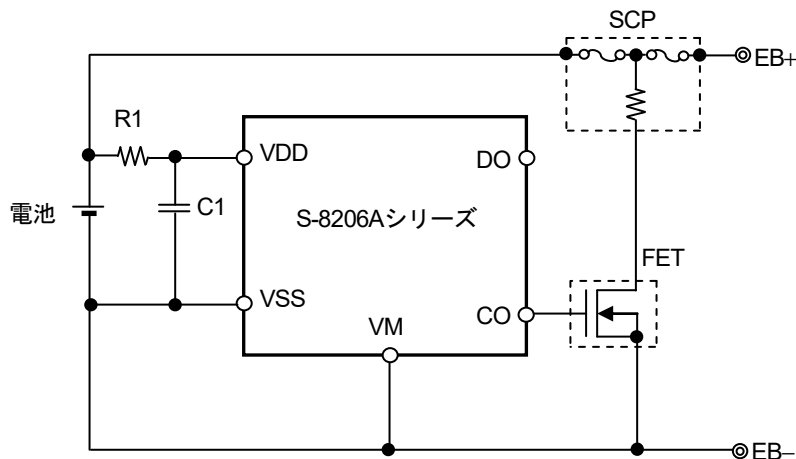 SCP
EB+
R1
VDD
DO
C1
電池
S-8206Aシリーズ
FET
VSS
VM
CO
EB−